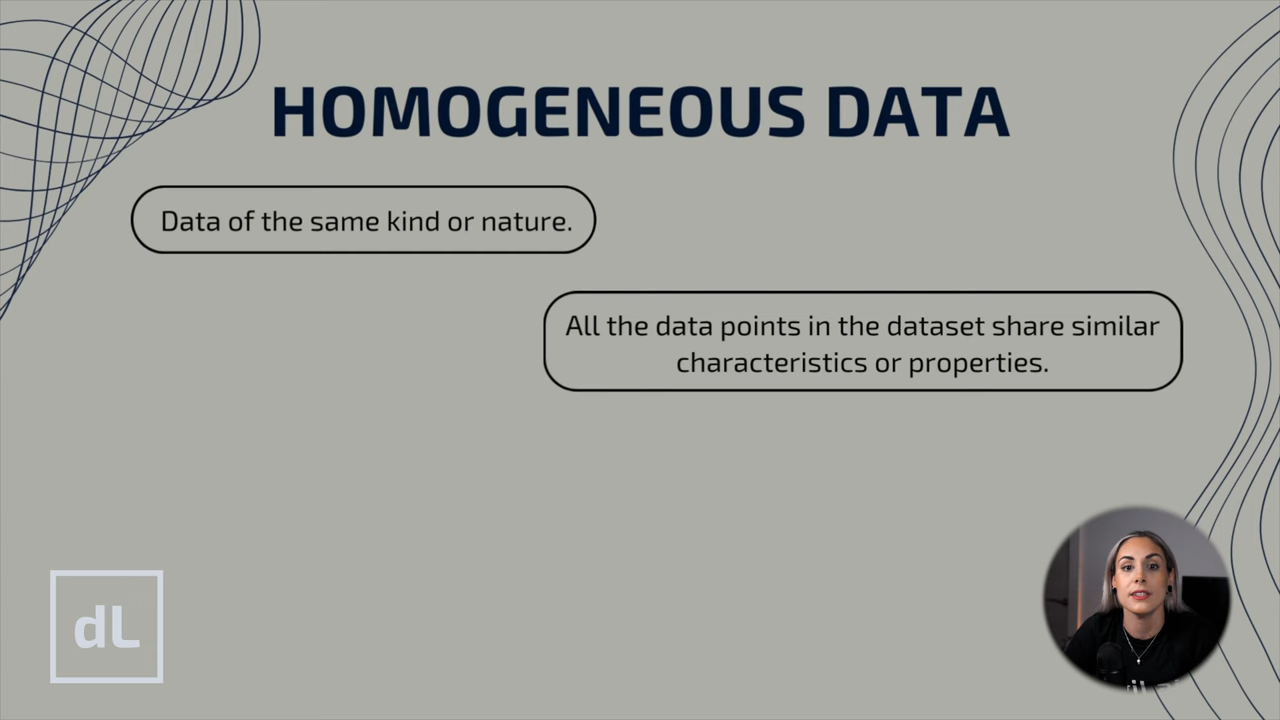 HOMOGENEOUS DATA
Data of the same kind or nature.
All the data points in the dataset share similar
characteristics or properties.
dL